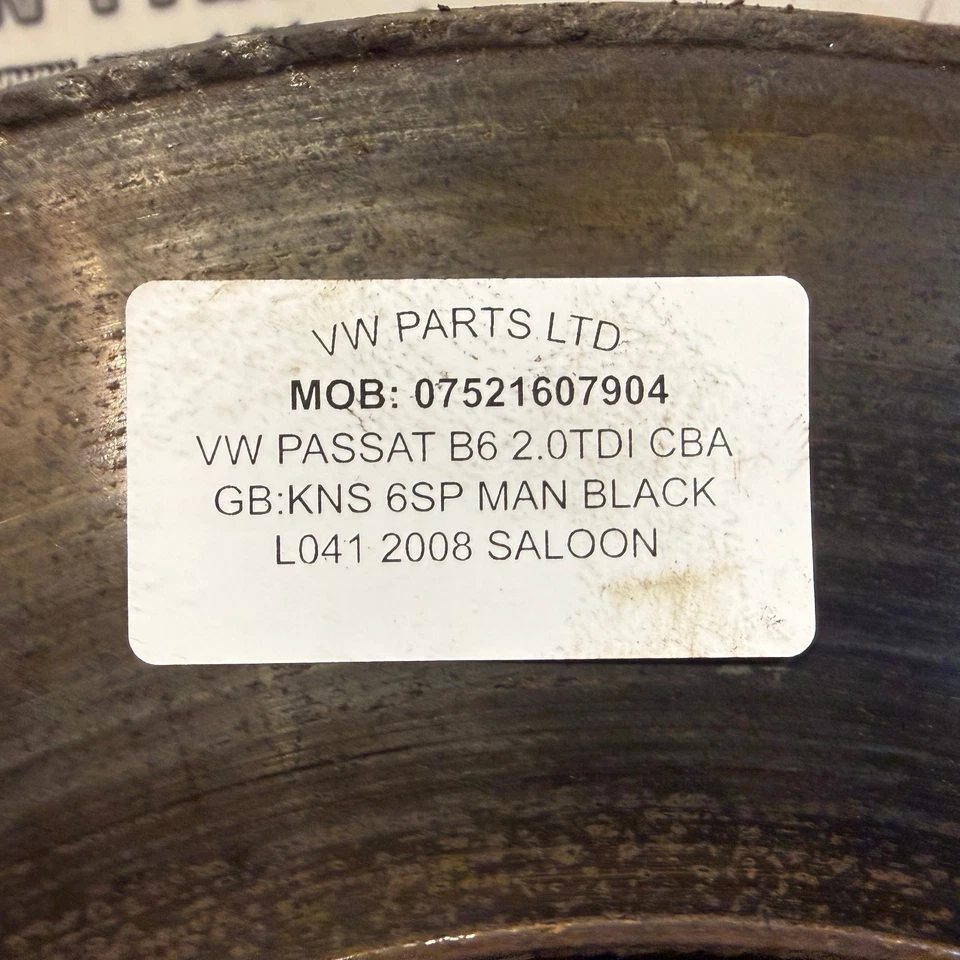 VW PARTS LTD
MOB: 07521607904
VW PASSAT B6 2.0TDI CBA
GB:KNS 6SP MAN BLACK
L041 2008 SALOON